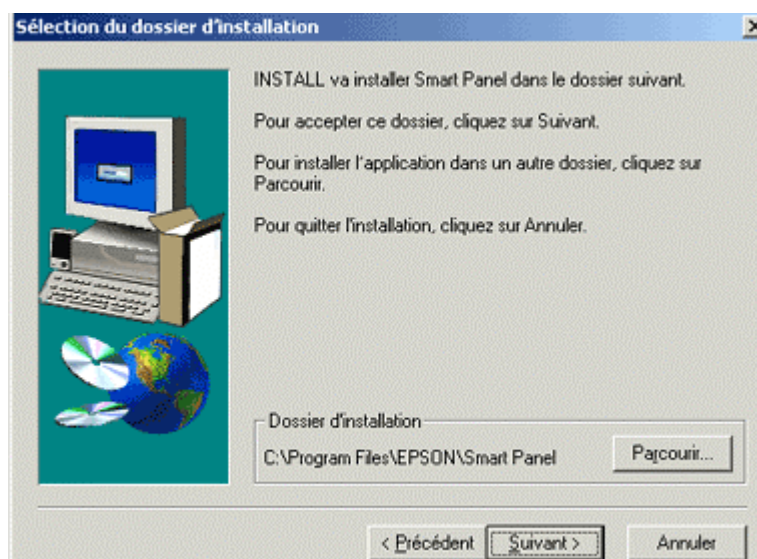 Sélection du dossier d'installation
INSTALL va installer Smart Panel dans le dossier suivant.
Pour accepter ce dossier, cliquez sur Suivant.
Pour installer l'application dans un autre dossier, cliquez sur
Parcourir.
Pour quitter l'installation, cliquez sur Annuler.
Dossier d'installation
C:\Program Files\EPSON\Smart Panel
Parcourir...
< Précédent
Suivant >
Annuler